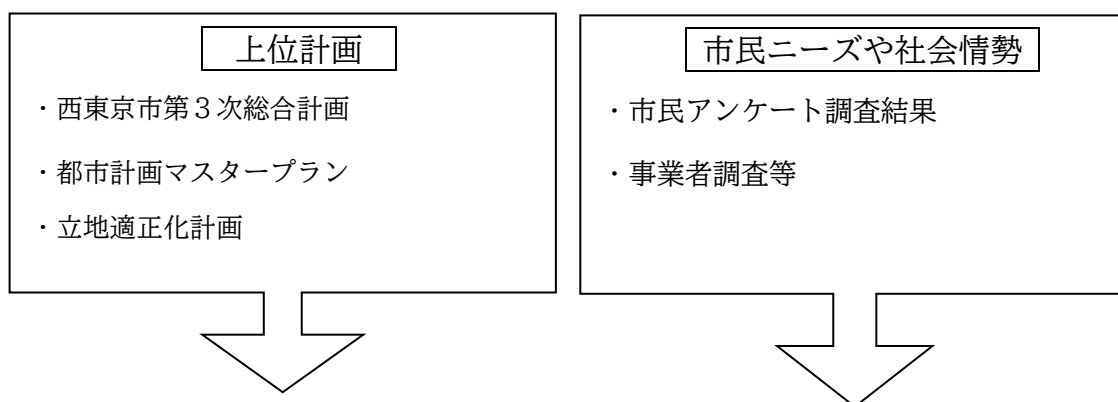 上位計画
・西東京市第３次総合計画
・都市計画マスタープラン
・立地適正化計画
市民ニーズや社会情勢
・市民アンケート調査結果
・事業者調査等